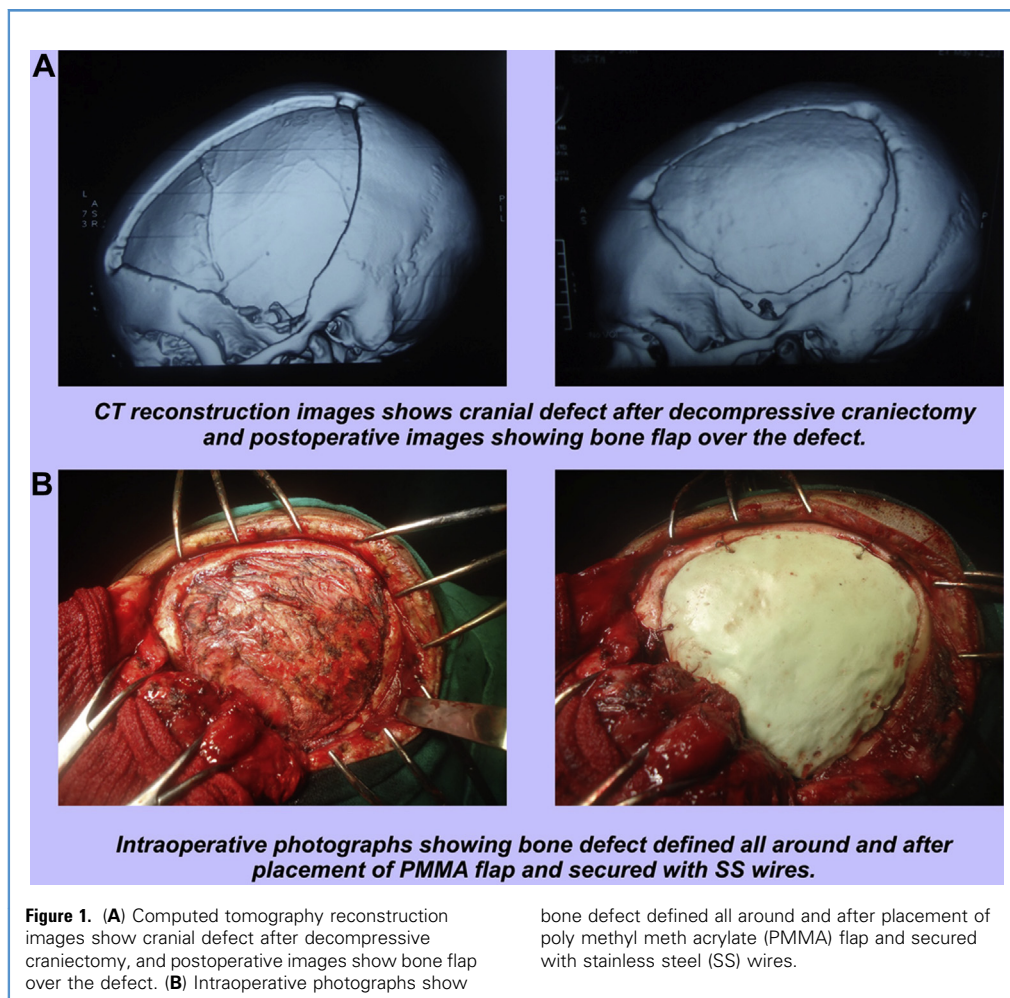 A
SOFTA
L
7
3
A
S
R
P
I
L
A
S
CT reconstruction images shows cranial defect after decompressive craniectomy
and postoperative images showing bone flap over the defect.
B
Intraoperative photographs showing bone defect defined all around and after
placement of PMMA flap and secured with SS wires.
Figure 1. (A) Computed tomography reconstruction
images show cranial defect after decompressive
craniectomy, and postoperative images show bone flap
over the defect. (B) Intraoperative photographs show
bone defect defined all around and after placement of
poly methyl meth acrylate (PMMA) flap and secured
with stainless steel (SS) wires.